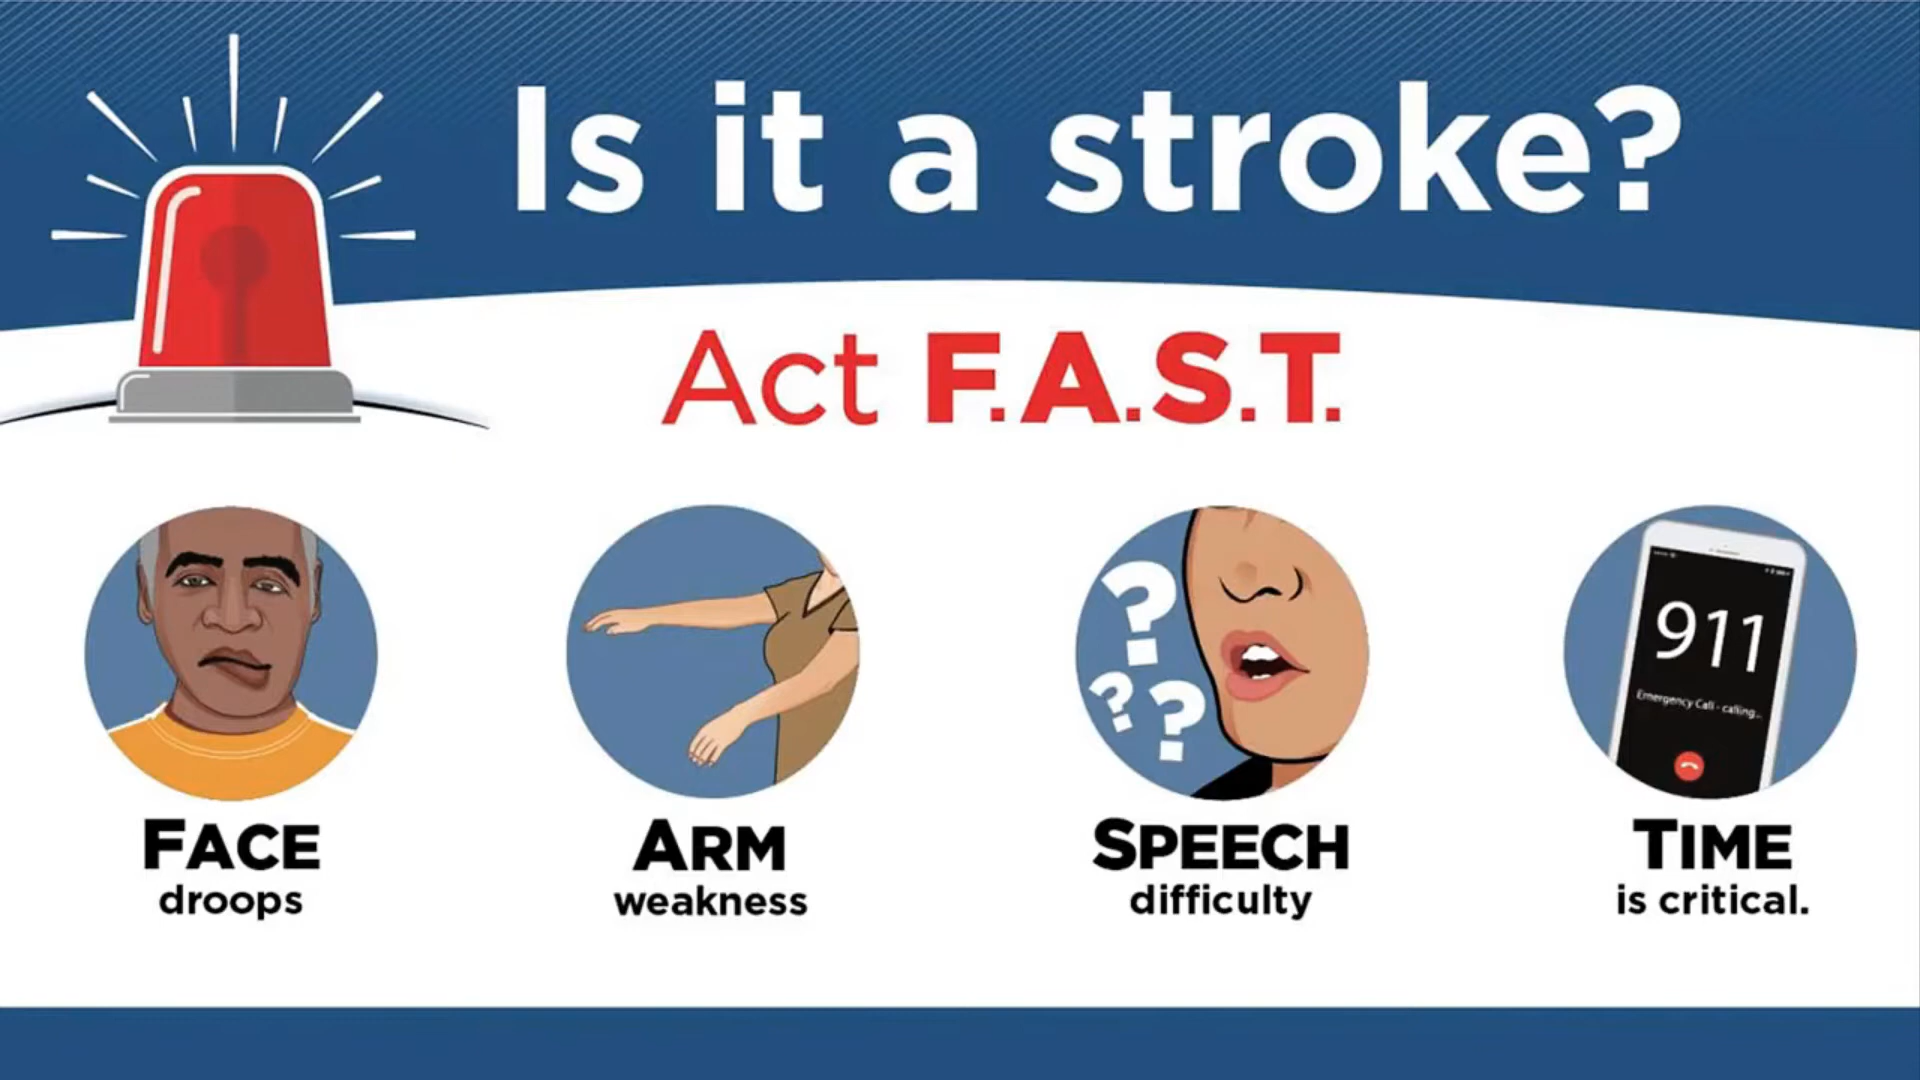 Is it a stroke?
Act F.A.S.T.
FACE
droops
ARM
weakness
? ? ?
SPEECH
difficulty
911
Emergency Call - calling...
TIME
is critical.